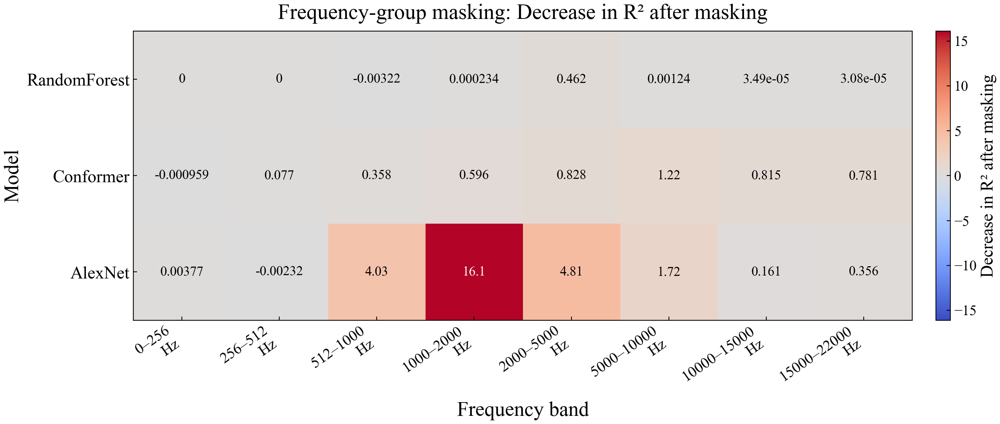 Frequency-group masking: Decrease in R² after masking
Model
RandomForest
0 0 -0.00322 0.000234 0.462 0.00124 3.49e-05 3.08e-05
Conformer
-0.000959 0.077 0.358 0.596 0.828 1.22 0.815 0.781
AlexNet
0.00377 -0.00232 4.03 16.1 4.81 1.72 0.161 0.356
0–256
Hz
256–512
Hz
512–1000
Hz
1000–2000
Hz
2000–5000
Hz
5000–10000
Hz
10000–15000
Hz
15000–22000
Hz
Frequency band
15
10
5
0
−5
−10
−15
Decrease in R² after masking